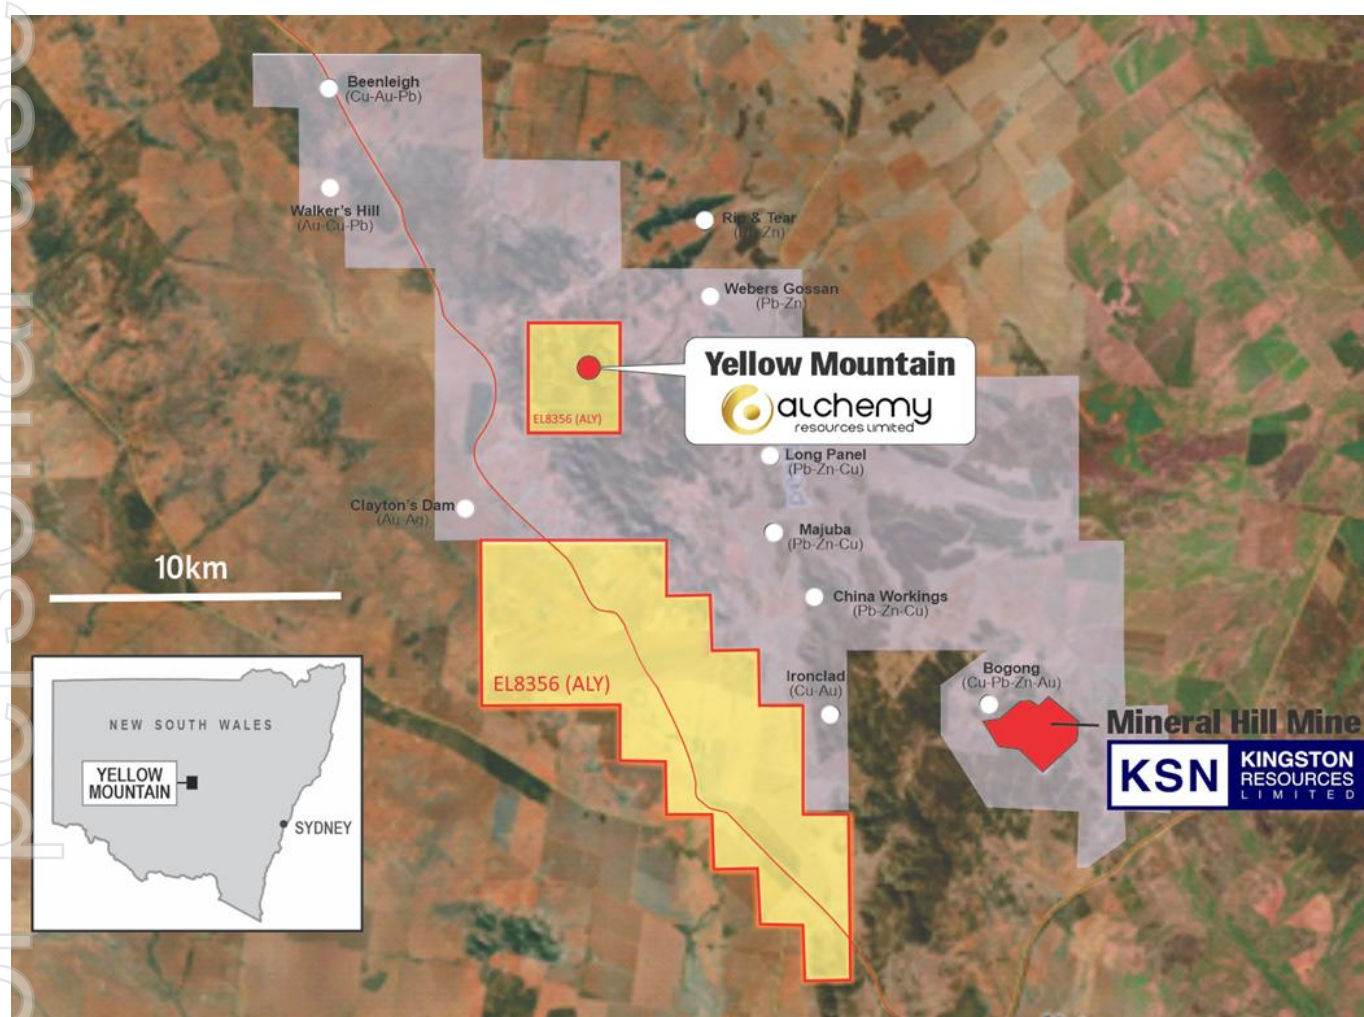 Beenleigh
(Cu-Au-Pb)
Walker's Hill
(Au-Cu-Pb)
Rip & Tear
Webers Gossan
(Pb-Zn)
Yellow Mountain
alchemy
resources limited
EL8356 (ALY)
Long Panel
(Pb-Zn-Cu)
Clayton's Dam
(Au-Ag)
Majuba
(Pb-Zn-Cu)
10km
China Workings
(Pb-Zn-Cu)
EL8356 (ALY)
Ironclad
(Cu-Au)
Bogong
(Cu-Pb-Zn-Au)
Mineral Hill Mine
KSN
KINGSTON
RESOURCES
LIMITED
NEW SOUTH WALES
YELLOW
MOUNTAIN
SYDNEY